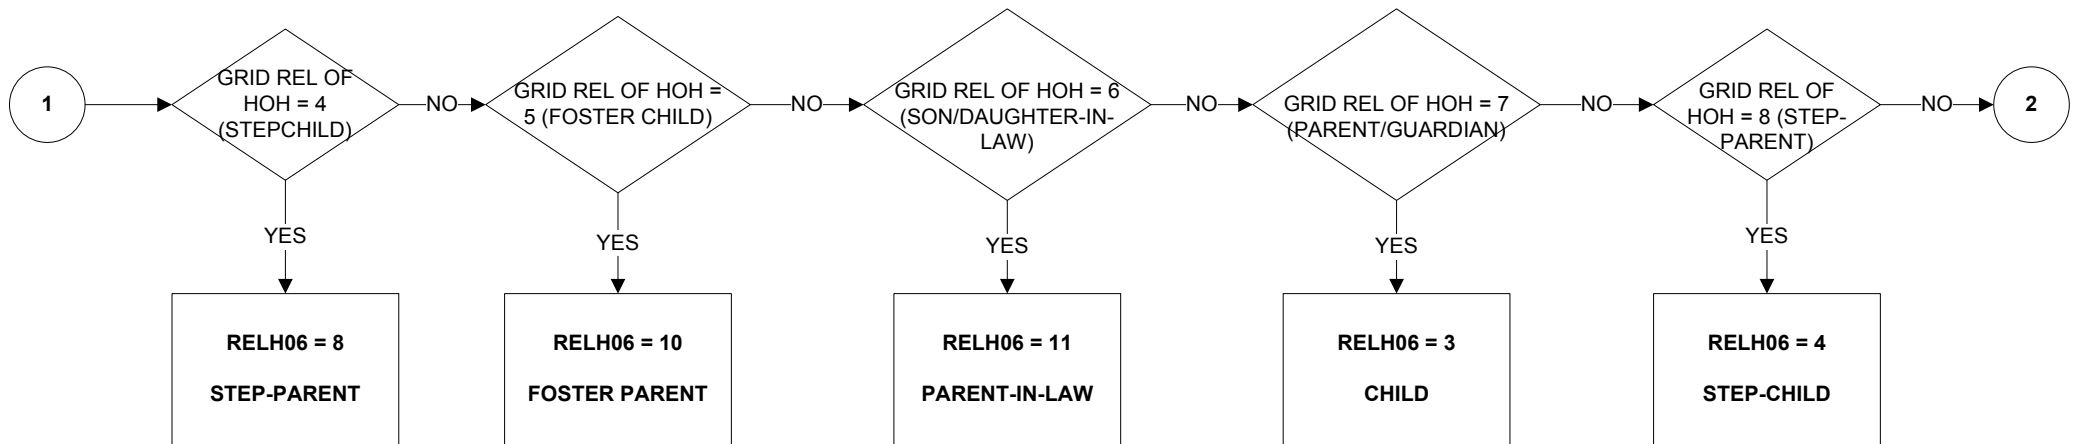 1
GRID REL OF
HOH = 4
(STEPCHILD)
NO
GRID REL OF HOH =
5 (FOSTER CHILD)
NO
GRID REL OF HOH = 6
(SON/DAUGHTER-IN-
LAW)
NO
GRID REL OF HOH = 7
(PARENT/GUARDIAN)
NO
GRID REL OF
HOH = 8 (STEP-
PARENT)
NO
2
YES
YES
YES
YES
YES
RELH06 = 8
STEP-PARENT
RELH06 = 10
FOSTER PARENT
RELH06 = 11
PARENT-IN-LAW
RELH06 = 3
CHILD
RELH06 = 4
STEP-CHILD